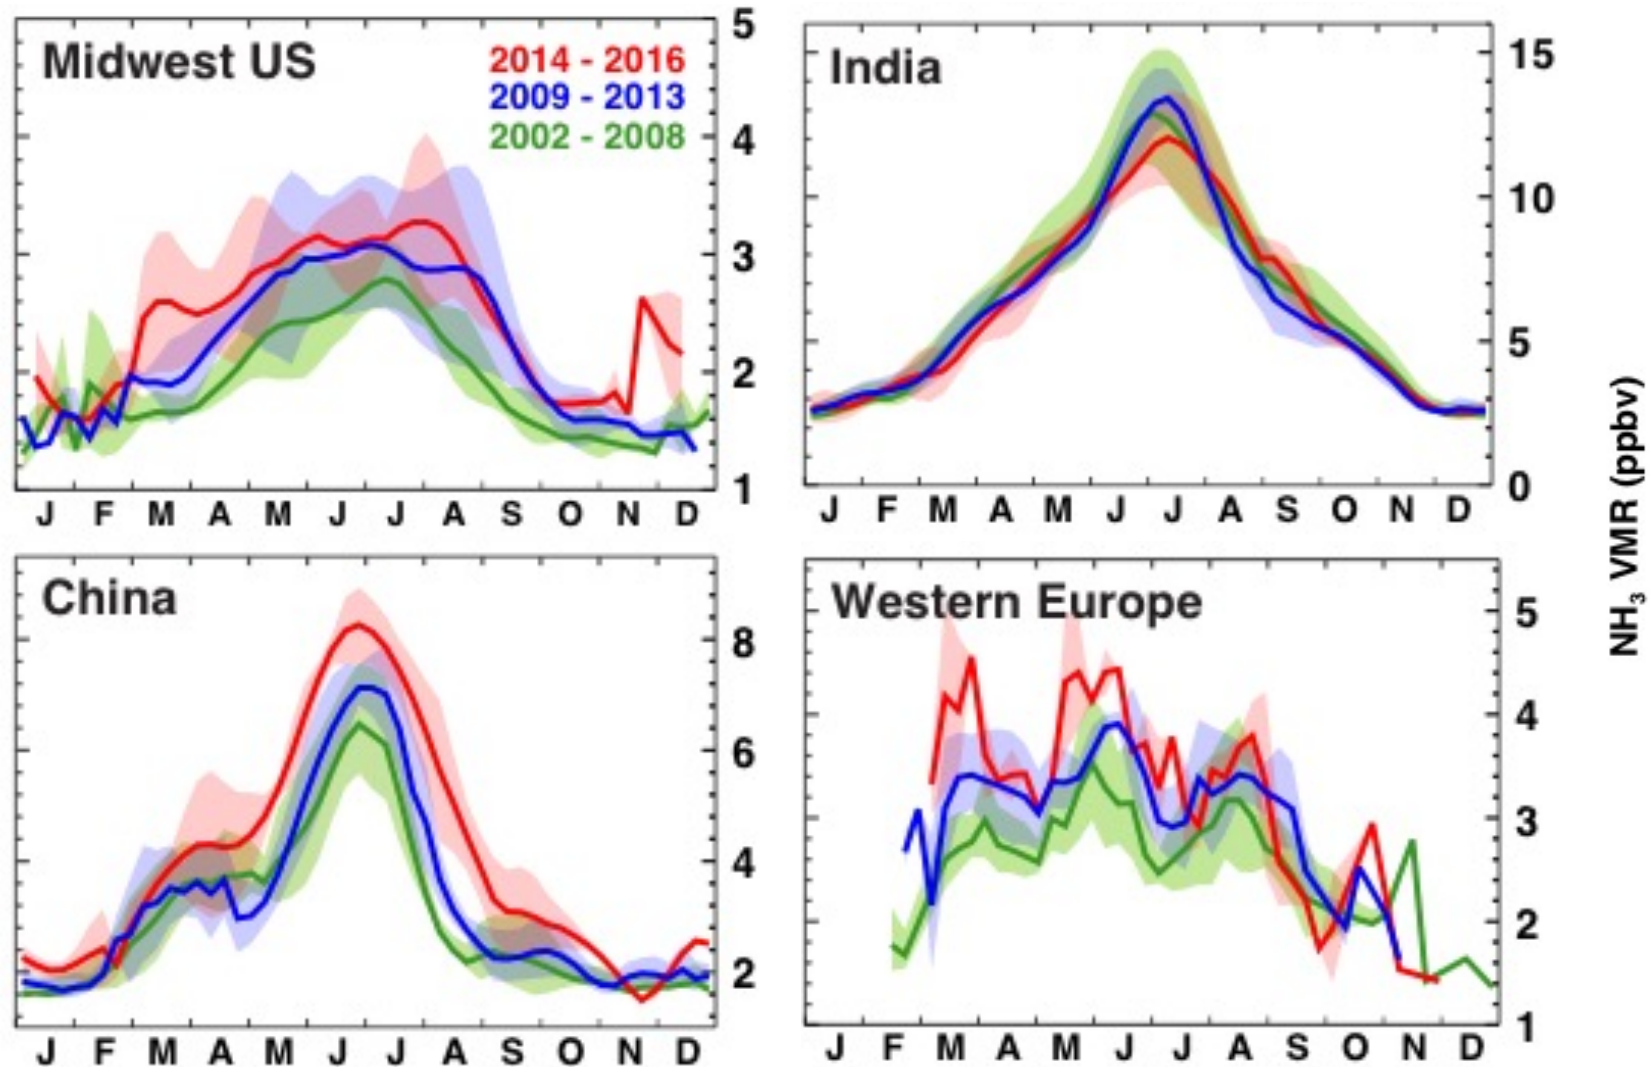 Midwest US
2014 - 2016
2009 - 2013
2002 - 2008
5
4
3
2
1
J F M A M J J A S O N D
India
15
10
5
0
J F M A M J J A S O N D
China
8
6
4
2
J F M A M J J A S O N D
Western Europe
5
4
3
2
1
J F M A M J J A S O N D
NH₃ VMR (ppbv)